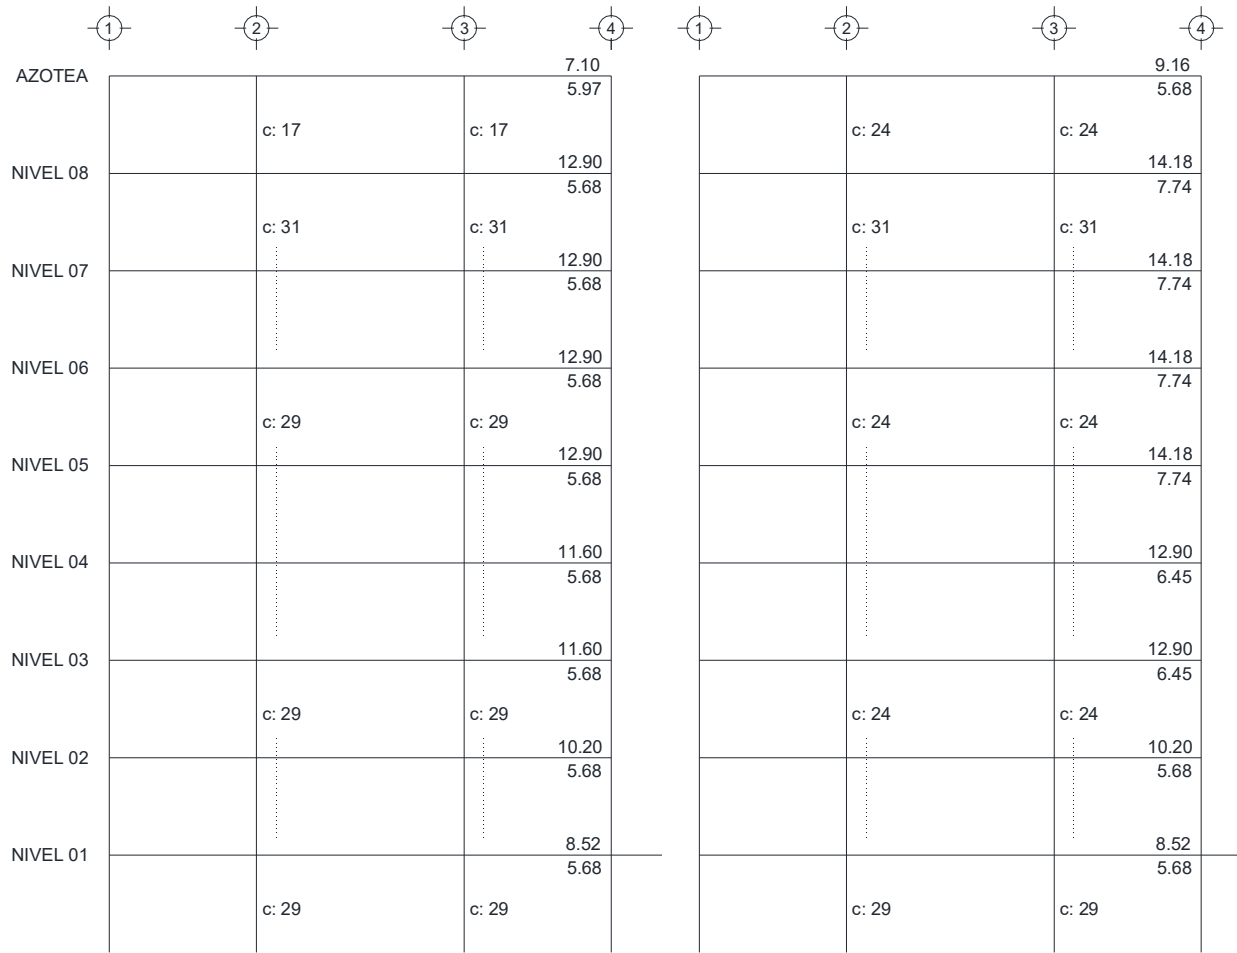 1 2 3 4 1 2 3 4
7.10 9.16
AZOTEA
5.97 5.68
c: 17 c: 17 c: 24 c: 24
12.90 14.18
NIVEL 08
5.68 7.74
c: 31 c: 31 c: 31 c: 31
12.90 14.18
NIVEL 07
5.68 7.74
12.90 14.18
NIVEL 06
5.68 7.74
c: 29 c: 29 c: 24 c: 24
12.90 14.18
NIVEL 05
5.68 7.74
11.60 12.90
NIVEL 04
5.68 6.45
11.60 12.90
NIVEL 03
5.68 6.45
c: 29 c: 29 c: 24 c: 24
10.20 10.20
NIVEL 02
5.68 5.68
8.52 8.52
NIVEL 01
5.68 5.68
c: 29 c: 29 c: 29 c: 29